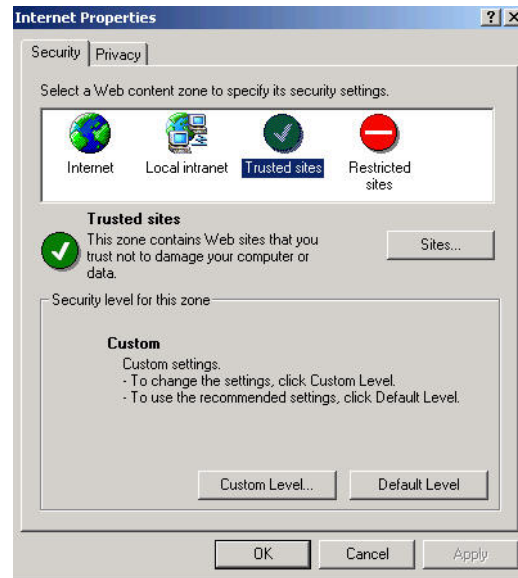 Internet Properties
Security
Privacy
Select a Web content zone to specify its security settings.
Internet
Local intranet
Trusted sites
Restricted
sites
Trusted sites
This zone contains Web sites that you
trust not to damage your computer or
data.
Sites...
Security level for this zone
Custom
Custom settings.
- To change the settings, click Custom Level.
- To use the recommended settings, click Default Level.
Custom Level...
Default Level
OK
Cancel
Apply